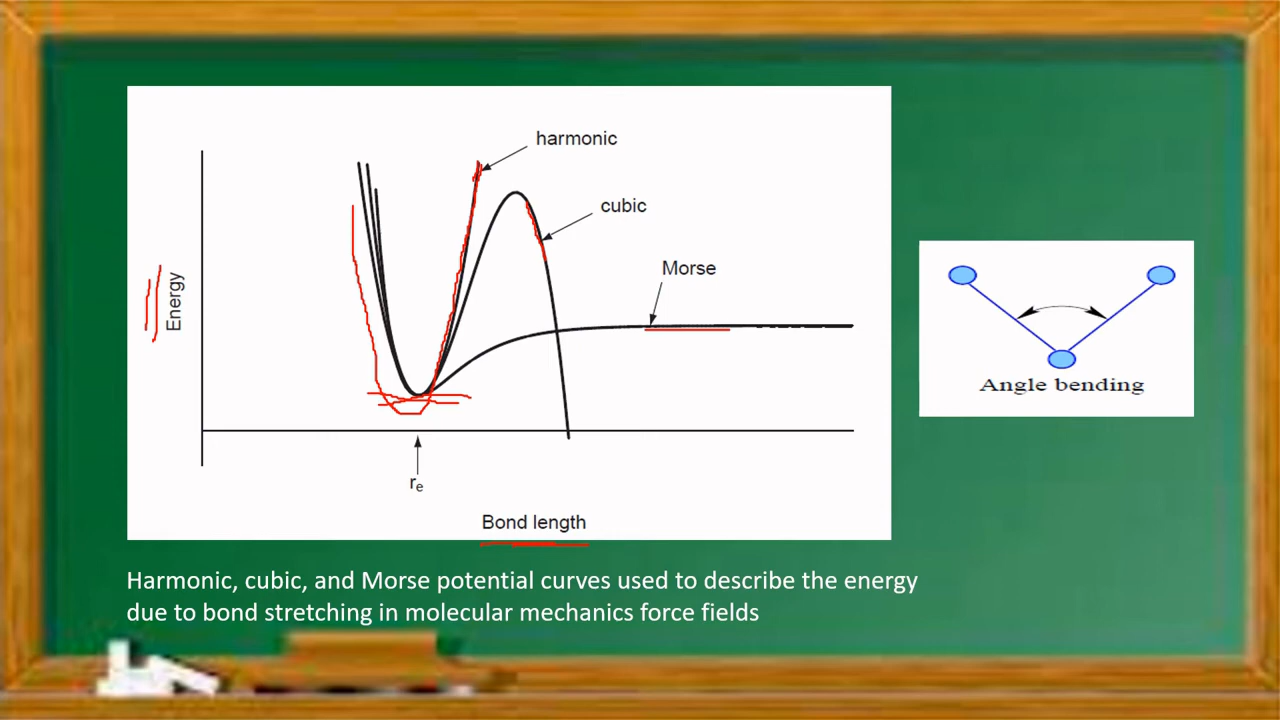 harmonic
cubic
Morse
Energy
r_e
Bond length
Angle bending
Harmonic, cubic, and Morse potential curves used to describe the energy
due to bond stretching in molecular mechanics force fields